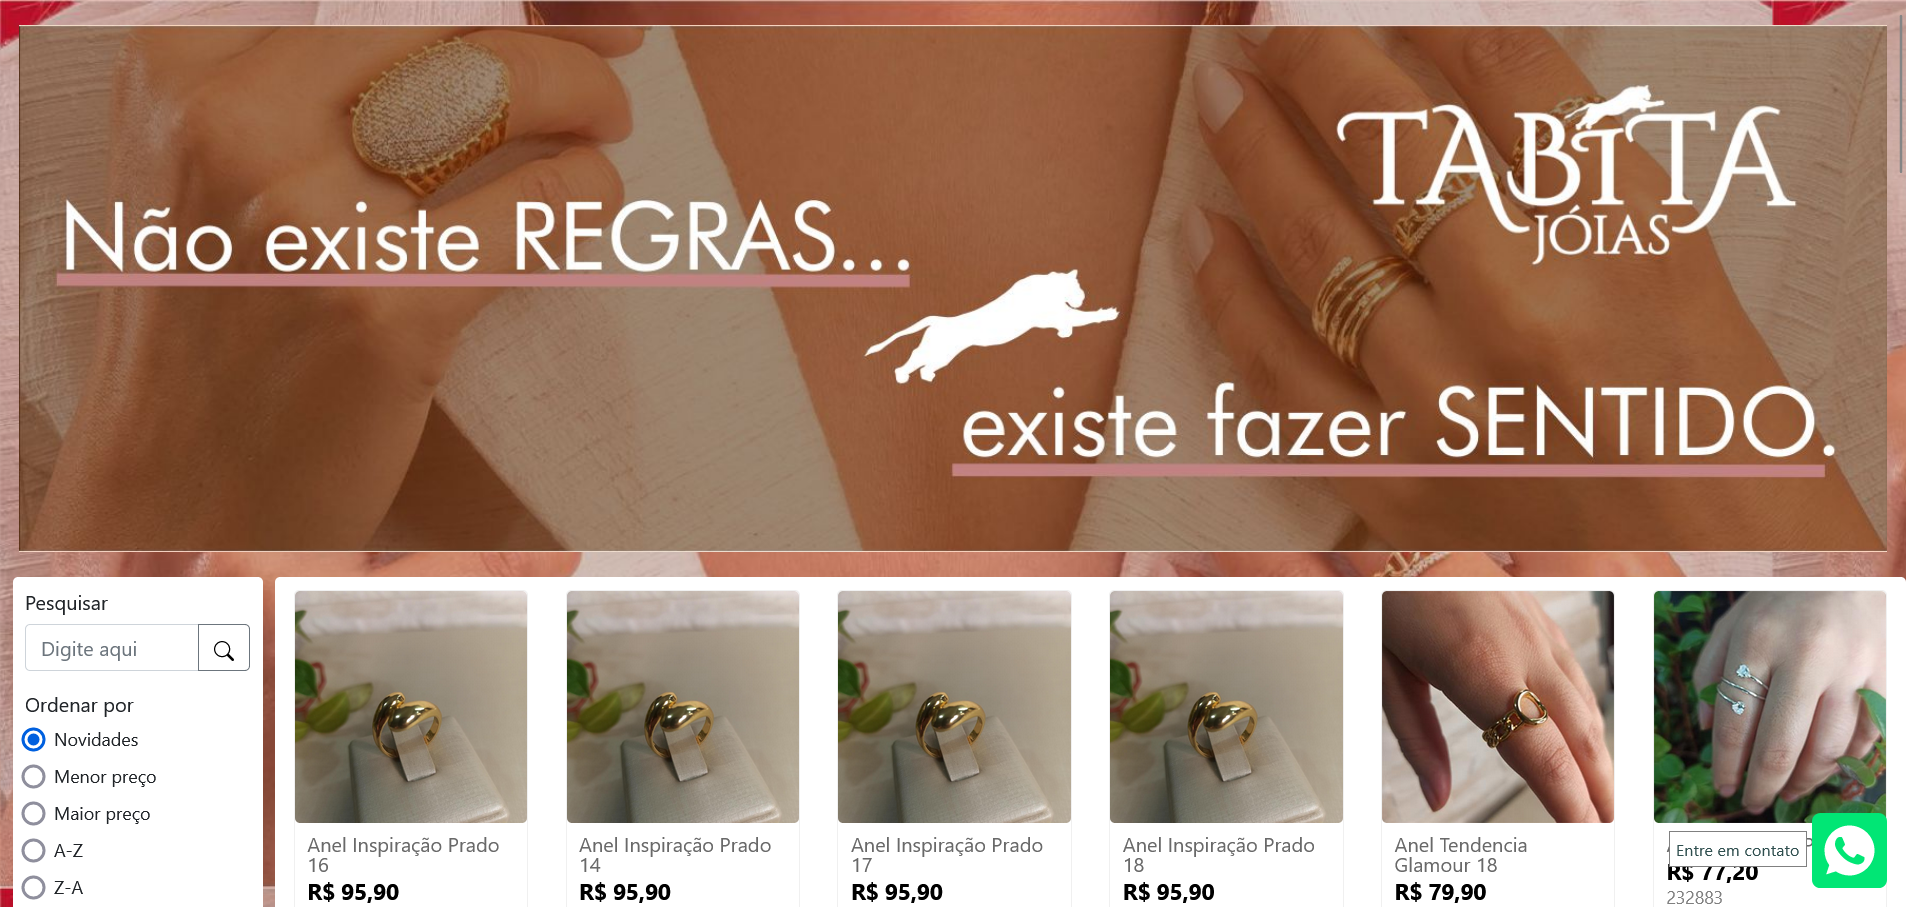 TABITA
JÓIAS
Não existe REGRAS...
existe fazer SENTIDO.
Pesquisar
Digite aqui
Ordenar por
Novidades
Menor preço
Maior preço
A-Z
Z-A
Anel Inspiração Prado
16
R$ 95,90
Anel Inspiração Prado
14
R$ 95,90
Anel Inspiração Prado
17
R$ 95,90
Anel Inspiração Prado
18
R$ 95,90
Anel Tendencia
Glamour 18
R$ 79,90
R$ 77,20
232883
Entre em contato